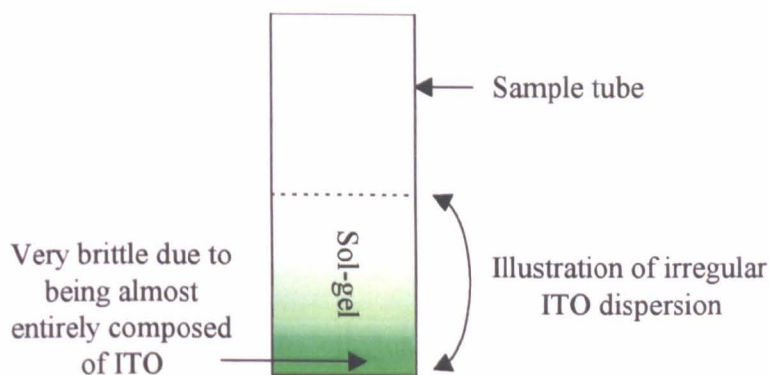 Sample tube
Sol-gel
Very brittle due to
being almost
entirely composed
of ITO
Illustration of irregular
ITO dispersion